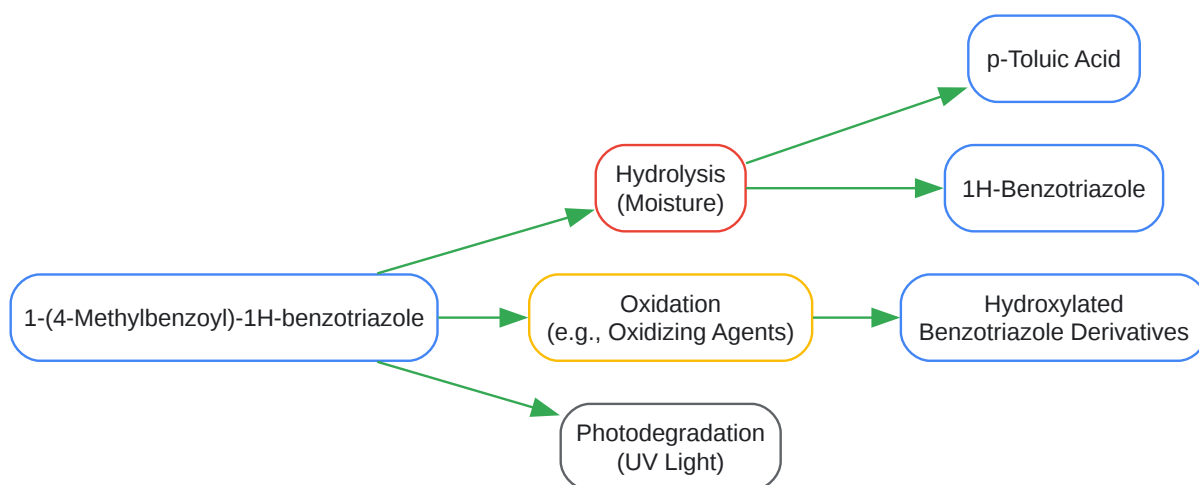 p-Toluic Acid
Hydrolysis
(Moisture)
1H-Benzotriazole
1-(4-Methylbenzoyl)-1H-benzotriazole
Oxidation
(e.g., Oxidizing Agents)
Hydroxylated
Benzotriazole Derivatives
Photodegradation
(UV Light)